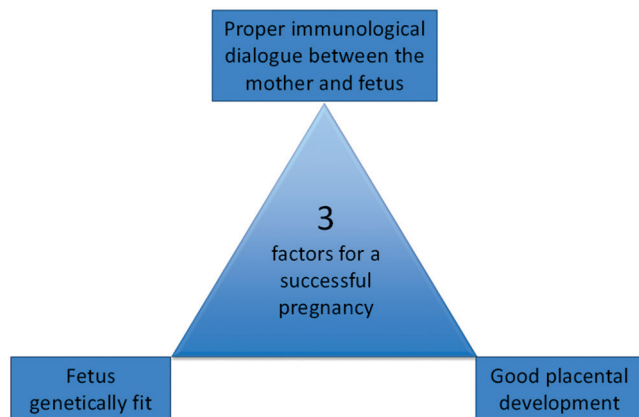 Proper immunological
dialogue between the
mother and fetus
3
factors for a
successful
pregnancy
Fetus
genetically fit
Good placental
development